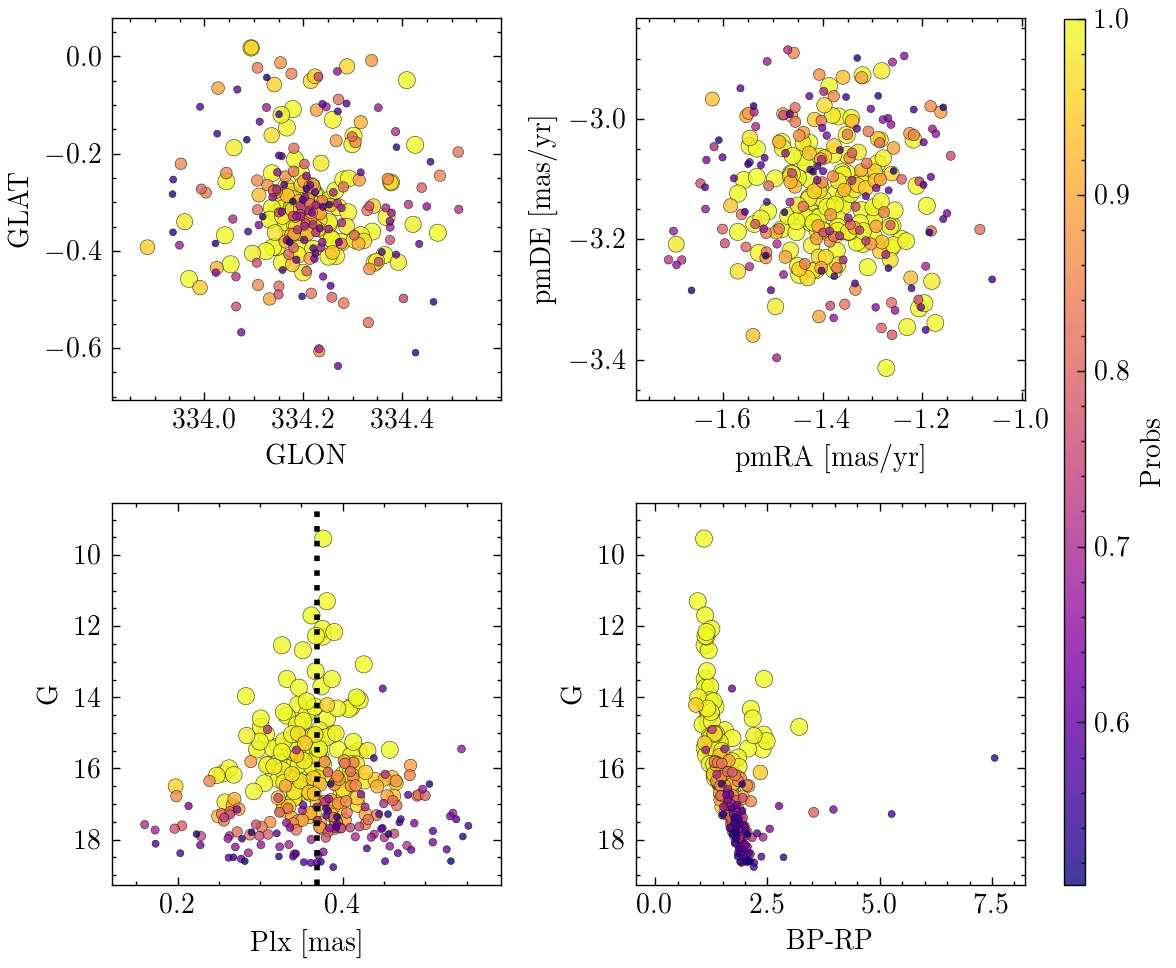 0.0
−0.2
−0.4
−0.6
GLAT
334.0 334.2 334.4
GLON
−3.0
−3.2
−3.4
pmDE [mas/yr]
−1.6 −1.4 −1.2 −1.0
pmRA [mas/yr]
10
12
14
16
18
G
0.2 0.4
Plx [mas]
10
12
14
16
18
G
0.0 2.5 5.0 7.5
BP-RP
1.0
0.9
0.8
0.7
0.6
Probs